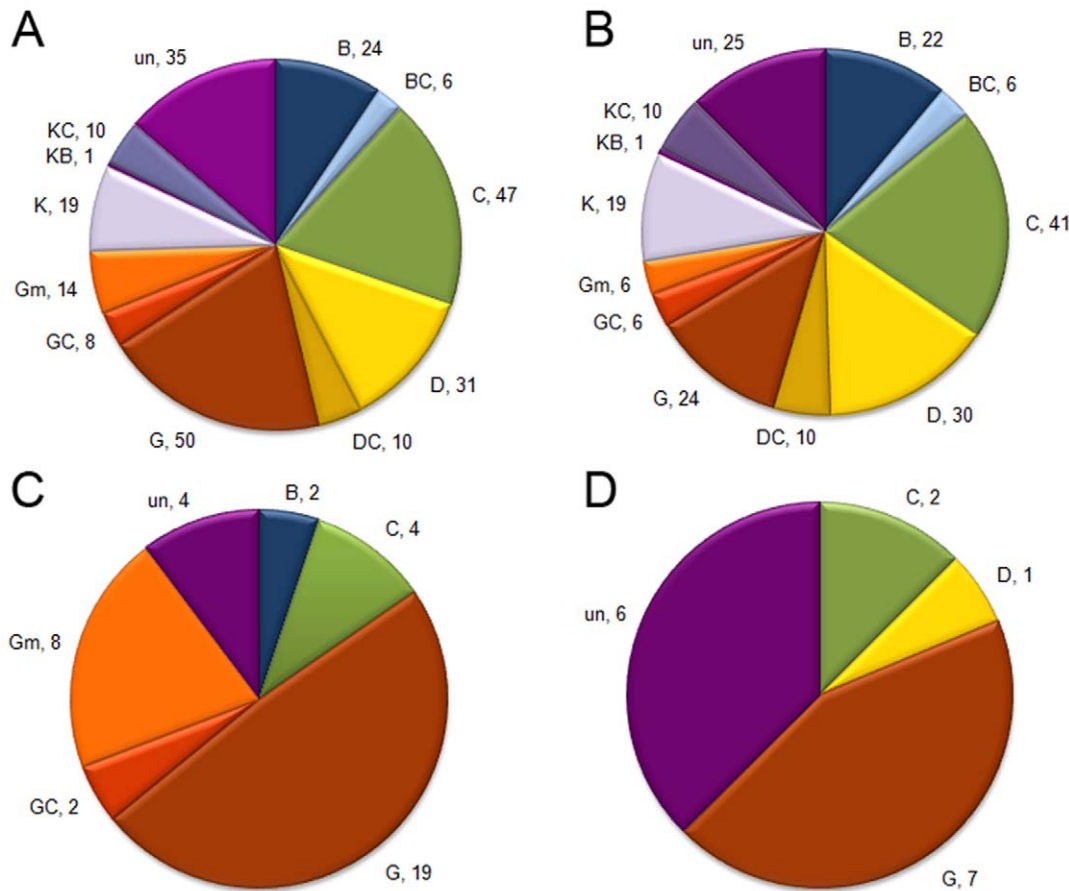 A
un, 35
B, 24
BC, 6
KC, 10
KB, 1
C, 47
K, 19
Gm, 14
GC, 8
D, 31
G, 50
DC, 10
B
un, 25
B, 22
BC, 6
KC, 10
KB, 1
K, 19
C, 41
Gm, 6
GC, 6
G, 24
D, 30
DC, 10
C
un, 4
B, 2
C, 4
Gm, 8
GC, 2
G, 19
D
C, 2
D, 1
un, 6
G, 7